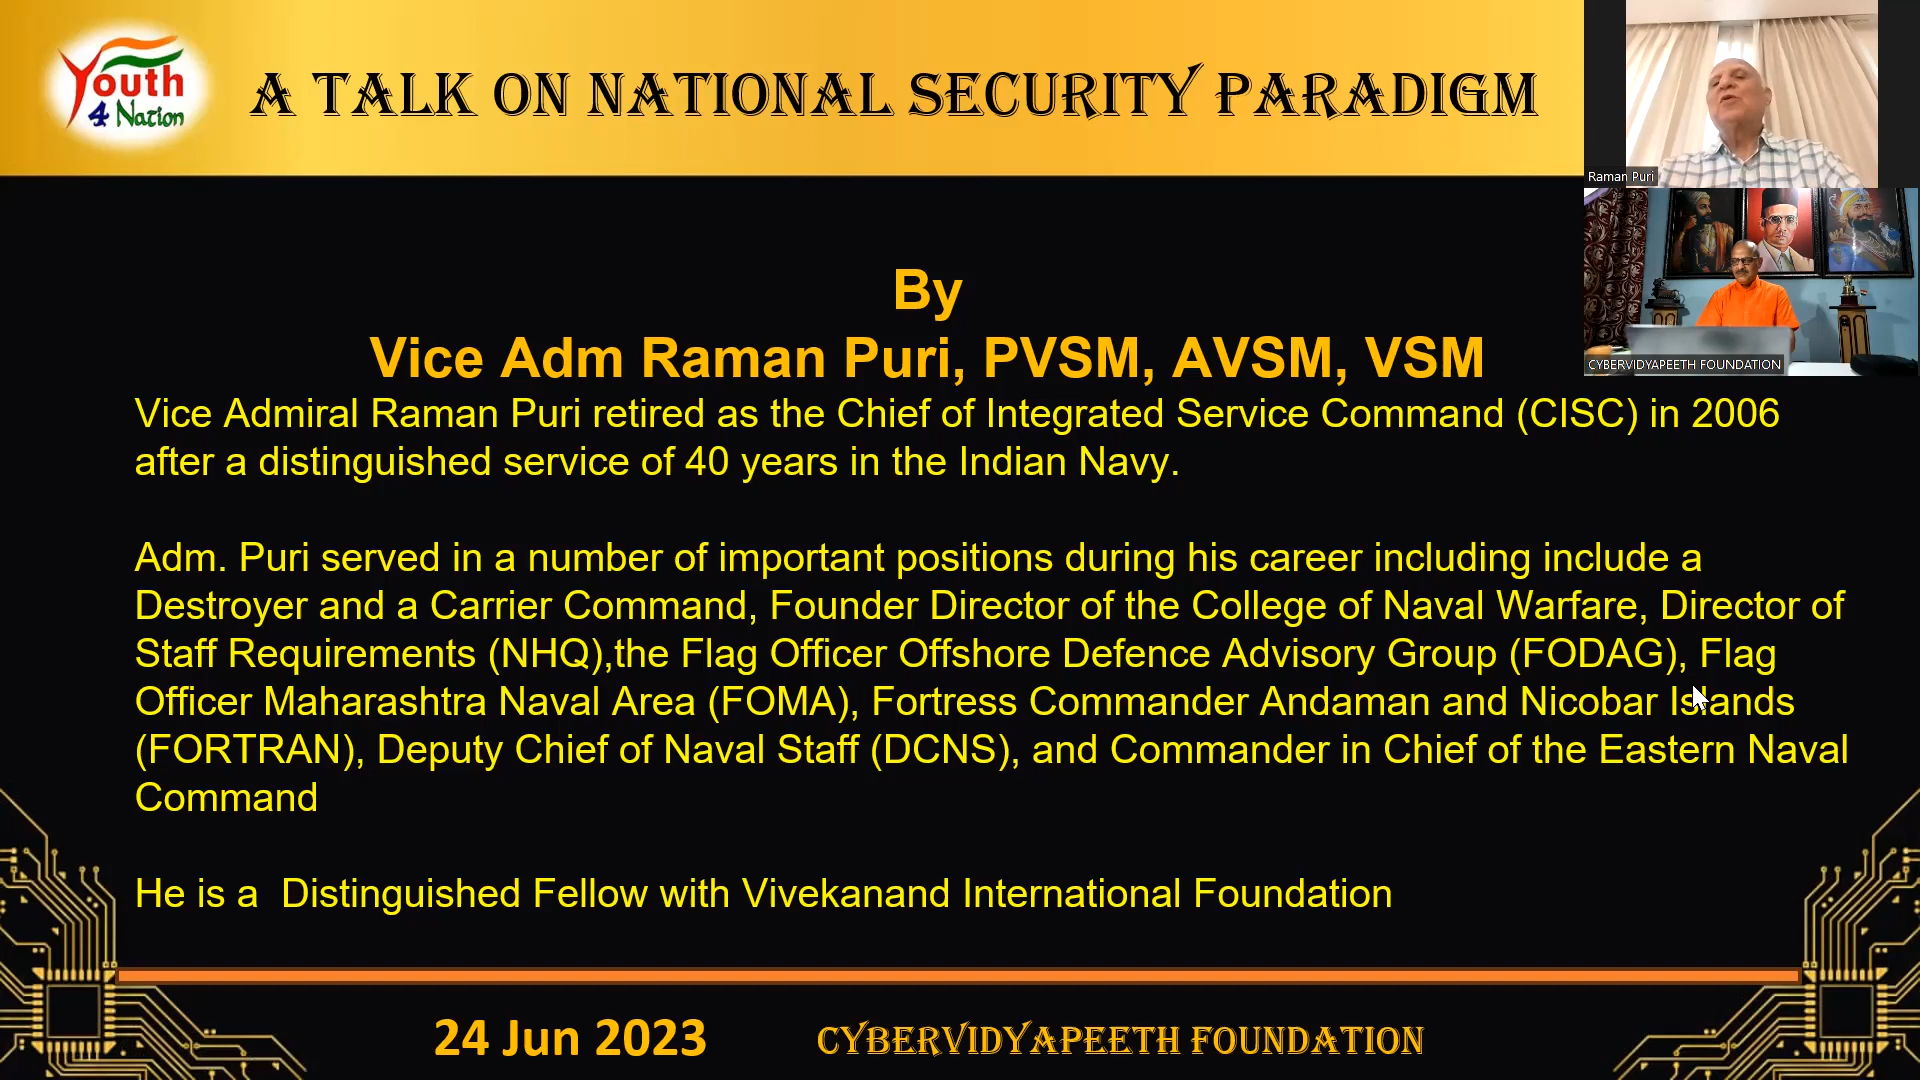 Youth
4 Nation
A TALK ON NATIONAL SECURITY PARADIGM
Raman Puri
CYBERVIDYAPEETH FOUNDATION
By
Vice Adm Raman Puri, PVSM, AVSM, VSM
Vice Admiral Raman Puri retired as the Chief of Integrated Service Command (CISC) in 2006
after a distinguished service of 40 years in the Indian Navy.
Adm. Puri served in a number of important positions during his career including include a
Destroyer and a Carrier Command, Founder Director of the College of Naval Warfare, Director of
Staff Requirements (NHQ),the Flag Officer Offshore Defence Advisory Group (FODAG), Flag
Officer Maharashtra Naval Area (FOMA), Fortress Commander Andaman and Nicobar Islands
(FORTRAN), Deputy Chief of Naval Staff (DCNS), and Commander in Chief of the Eastern Naval
Command
He is a  Distinguished Fellow with Vivekanand International Foundation
24 Jun 2023
CYBERVIDYAPEETH FOUNDATION